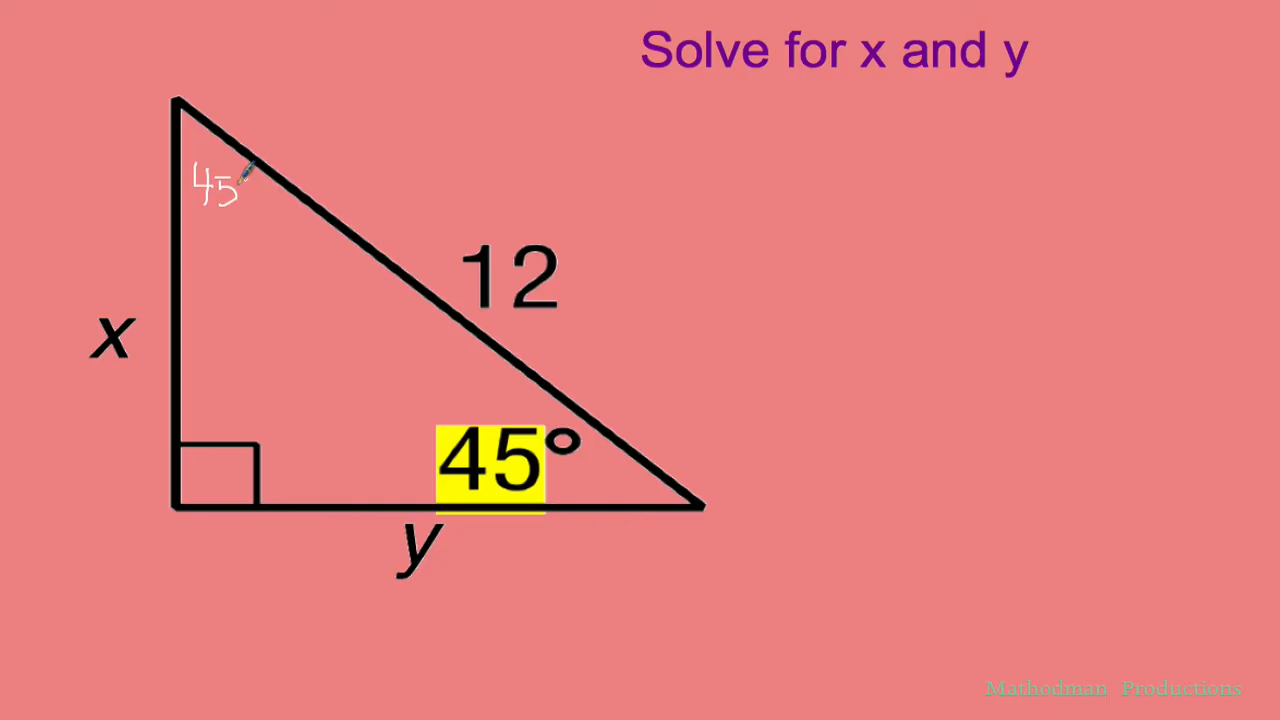 Solve for x and y
45
12
x
45°
y
Mathodman Productions